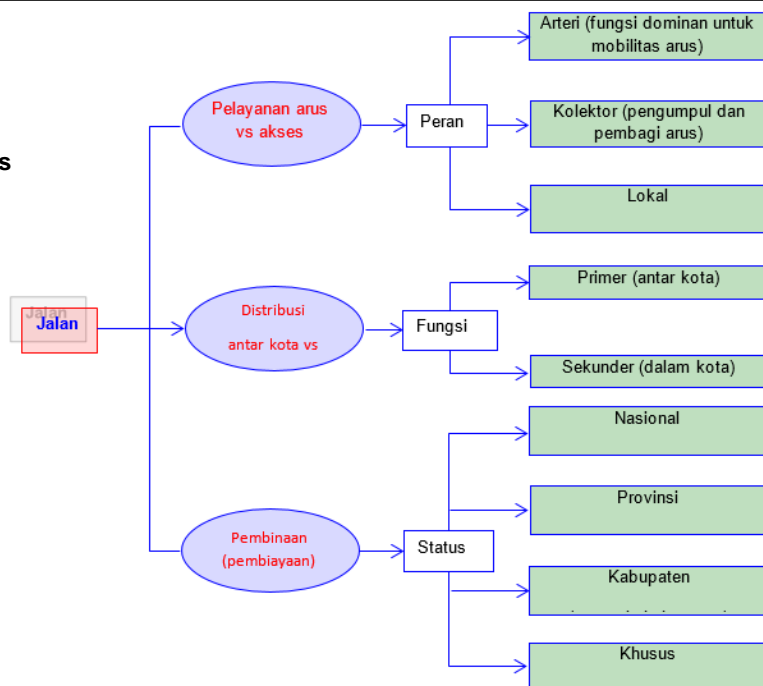 Arteri (fungsi dominan untuk
mobilitas arus)
Pelayanan arus
vs akses
Peran
Kolektor (pengumpul dan
pembagi arus)
s
Lokal
Primer (antar kota)
Jalan
Jalan
Distribusi
antar kota vs
Fungsi
Sekunder (dalam kota)
Nasional
Provinsi
Pembinaan
(pembiayaan)
Status
Kabupaten
Khusus